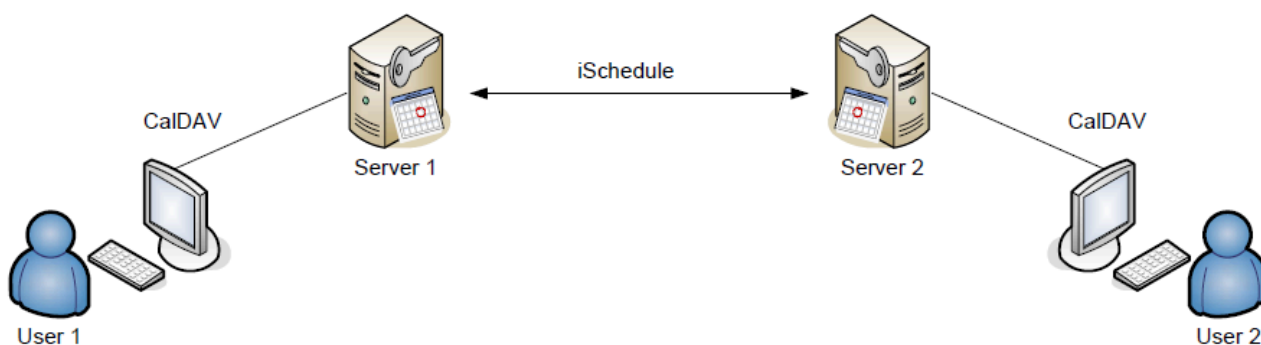 iSchedule
CalDAV
CalDAV
Server 1
Server 2
User 1
User 2